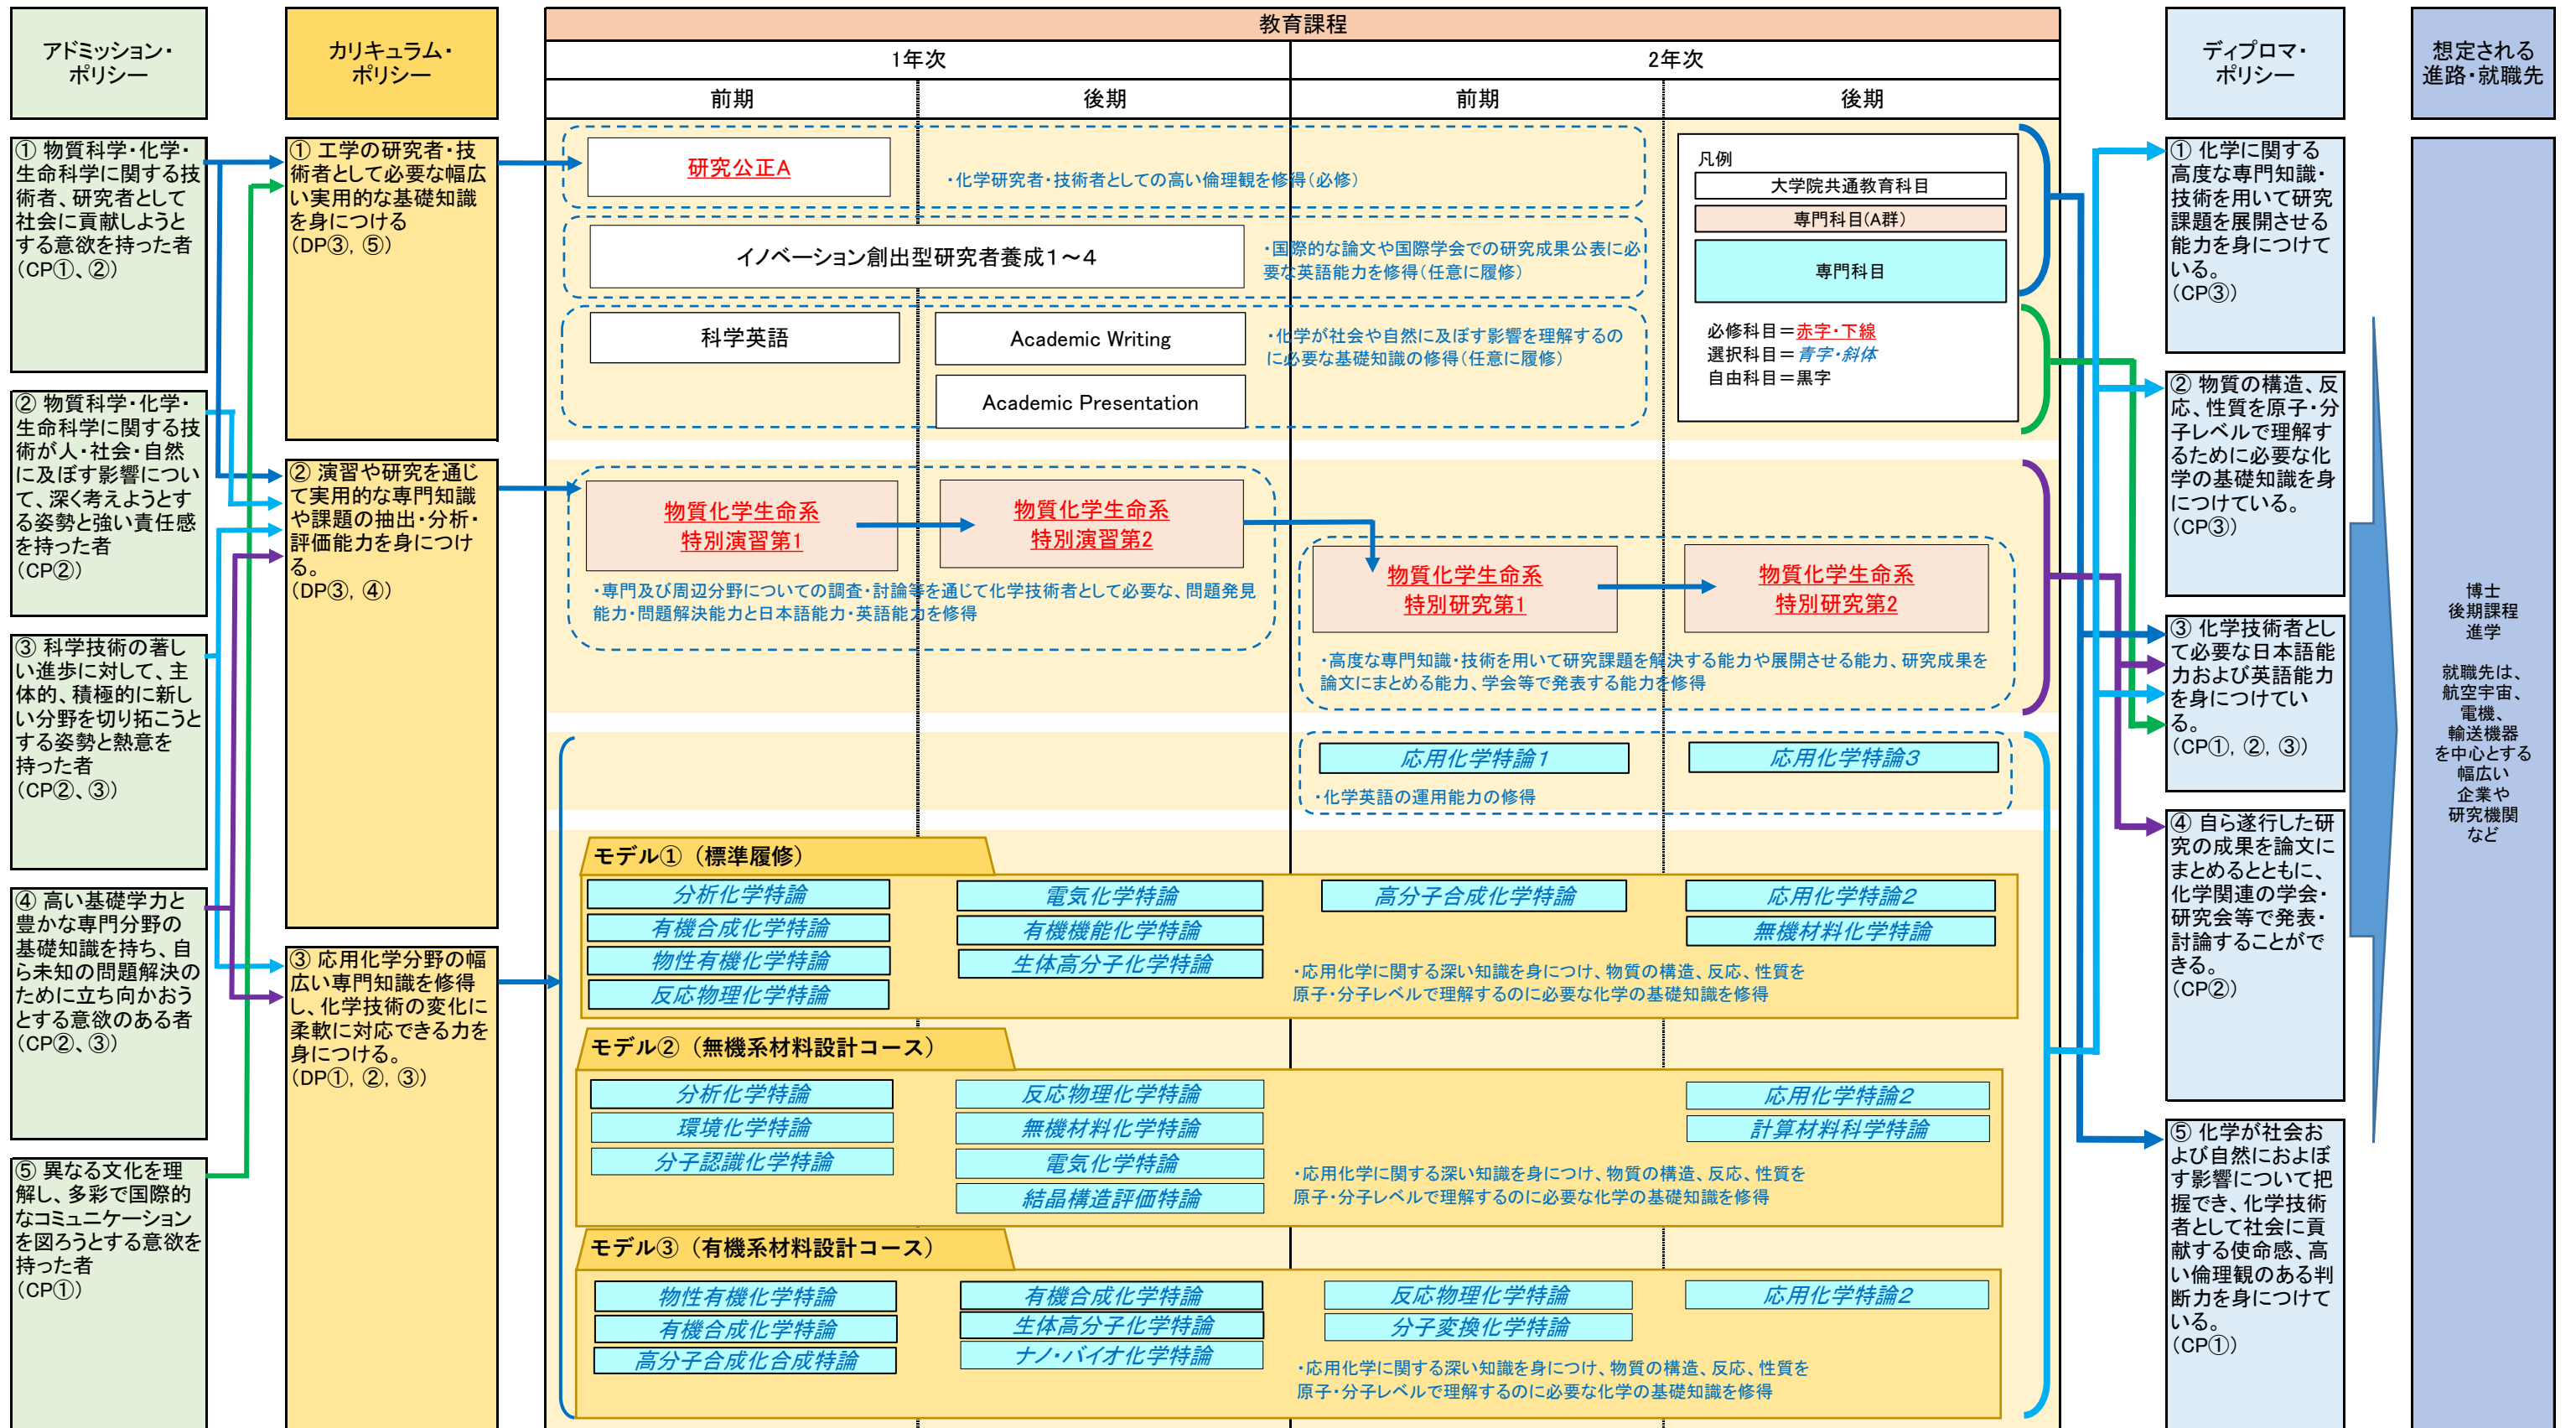 アドミッション・
ポリシー
① 物質科学・化学・
生命科学に関する技
術者、研究者として
社会に貢献しようと
する意欲を持った者
（CP①、②）
② 物質科学・化学・
生命科学に関する技
術が人・社会・自然
に及ぼす影響につい
て、深く考えようとす
る姿勢と強い責任感
を持った者
（CP②）
③ 科学技術の著し
い進歩に対して、主
体的、積極的に新し
い分野を切り拓こうと
する姿勢と熱意を
持った者
（CP②、③）
④ 高い基礎学力と
豊かな専門分野の
基礎知識を持ち、自
ら未知の問題解決の
ために立ち向かおう
とする意欲のある者
（CP②、③）
⑤ 異なる文化を理
解し、多彩で国際的
なコミュニケーション
を図ろうとする意欲を
持った者
（CP①）
カリキュラム・
ポリシー
① 工学の研究者・技
術者として必要な幅広
い実用的な基礎知識
を身につける
（DP③, ⑤）
② 演習や研究を通じ
て実用的な専門知識
や課題の抽出・分析・
評価能力を身につけ
る。
（DP③, ④）
③ 応用化学分野の幅
広い専門知識を修得
し、化学技術の変化に
柔軟に対応できる力を
身につける。
（DP①, ②, ③）
教育課程
1年次
2年次
前期
後期
前期
後期
研究公正A
・化学研究者・技術者としての高い倫理観を修得（必修）
イノベーション創出型研究者養成１～４
・国際的な論文や国際学会での研究成果公表に必
要な英語能力を修得（任意に履修）
科学英語
Academic Writing
Academic Presentation
・化学が社会や自然に及ぼす影響を理解するの
に必要な基礎知識の修得（任意に履修）
凡例
大学院共通教育科目
専門科目(A群)
専門科目
必修科目＝赤字・下線
選択科目＝青字・斜体
自由科目＝黒字
物質化学生命系
特別演習第1
物質化学生命系
特別演習第2
・専門及び周辺分野についての調査・討論等を通じて化学技術者として必要な、問題発見
能力・問題解決能力と日本語能力・英語能力を修得
物質化学生命系
特別研究第1
物質化学生命系
特別研究第2
・高度な専門知識・技術を用いて研究課題を解決する能力や展開させる能力、研究成果を
論文にまとめる能力、学会等で発表する能力を修得
応用化学特論1
応用化学特論3
・化学英語の運用能力の修得
モデル①（標準履修）
分析化学特論
有機合成化学特論
物性有機化学特論
反応物理化学特論
電気化学特論
有機機能化学特論
生体高分子化学特論
高分子合成化学特論
応用化学特論2
無機材料化学特論
・応用化学に関する深い知識を身につけ、物質の構造、反応、性質を
原子・分子レベルで理解するのに必要な化学の基礎知識を修得
モデル②（無機系材料設計コース）
分析化学特論
環境化学特論
分子認識化学特論
反応物理化学特論
無機材料化学特論
電気化学特論
結晶構造評価特論
応用化学特論2
計算材料科学特論
・応用化学に関する深い知識を身につけ、物質の構造、反応、性質を
原子・分子レベルで理解するのに必要な化学の基礎知識を修得
モデル③（有機系材料設計コース）
物性有機化学特論
有機合成化学特論
高分子合成化合成特論
有機合成化学特論
生体高分子化学特論
ナノ・バイオ化学特論
反応物理化学特論
分子変換化学特論
応用化学特論2
・応用化学に関する深い知識を身につけ、物質の構造、反応、性質を
原子・分子レベルで理解するのに必要な化学の基礎知識を修得
ディプロマ・
ポリシー
① 化学に関する
高度な専門知識・
技術を用いて研究
課題を展開させる
能力を身につけて
いる。
（CP③）
② 物質の構造、反
応、性質を原子・分
子レベルで理解す
るために必要な化
学の基礎知識を身
につけている。
（CP③）
③ 化学技術者とし
て必要な日本語能
力および英語能力
を身につけてい
る。
（CP①, ②, ③）
④ 自ら遂行した研
究の成果を論文に
まとめるとともに、
化学関連の学会・
研究会等で発表・
討論することがで
きる。
（CP②）
⑤ 化学が社会お
よび自然におよぼ
す影響について把
握でき、化学技術
者として社会に貢
献する使命感、高
い倫理観のある判
断力を身につけて
いる。
（CP①）
想定される
進路・就職先
博士
後期課程
進学
就職先は、
航空宇宙、
電機、
輸送機器
を中心とする
幅広い
企業や
研究機関
など